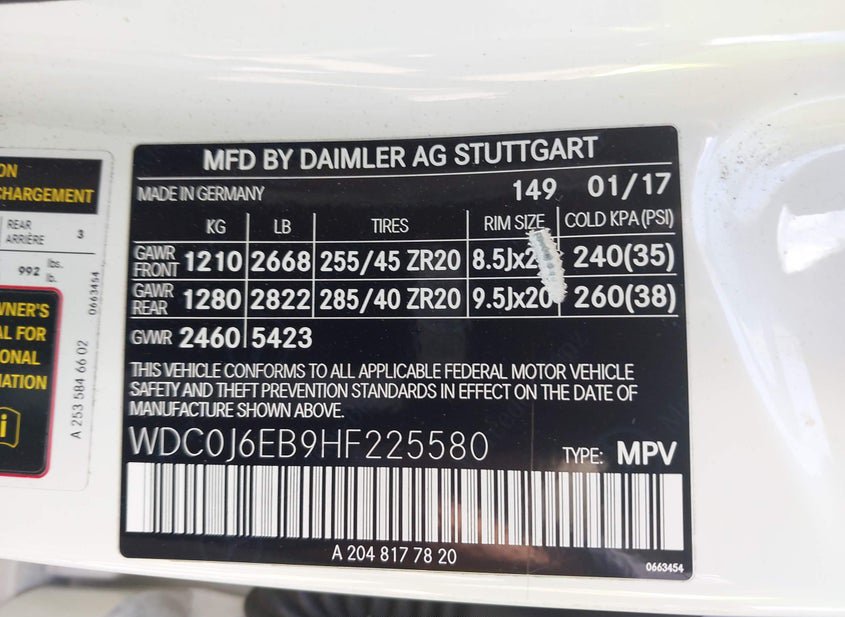 ON
CHARGEMENT
REAR
ARRIÈRE 3
992 lbs.
lb.
0663454
OWNER'S
AL FOR
IONAL
MATION
i
A 253 584 66 02
MFD BY DAIMLER AG STUTTGART
MADE IN GERMANY 149 01/17
KG LB TIRES RIM SIZE COLD KPA(PSI)
GAWR FRONT 1210 2668 255/45 ZR20 8.5Jx2 240(35)
GAWR REAR 1280 2822 285/40 ZR20 9.5Jx20 260(38)
GVWR 2460 5423
THIS VEHICLE CONFORMS TO ALL APPLICABLE FEDERAL MOTOR VEHICLE
SAFETY AND THEFT PREVENTION STANDARDS IN EFFECT ON THE DATE OF
MANUFACTURE SHOWN ABOVE.
WDC0J6EB9HF225580 TYPE: MPV
A 204 817 78 20
0663454